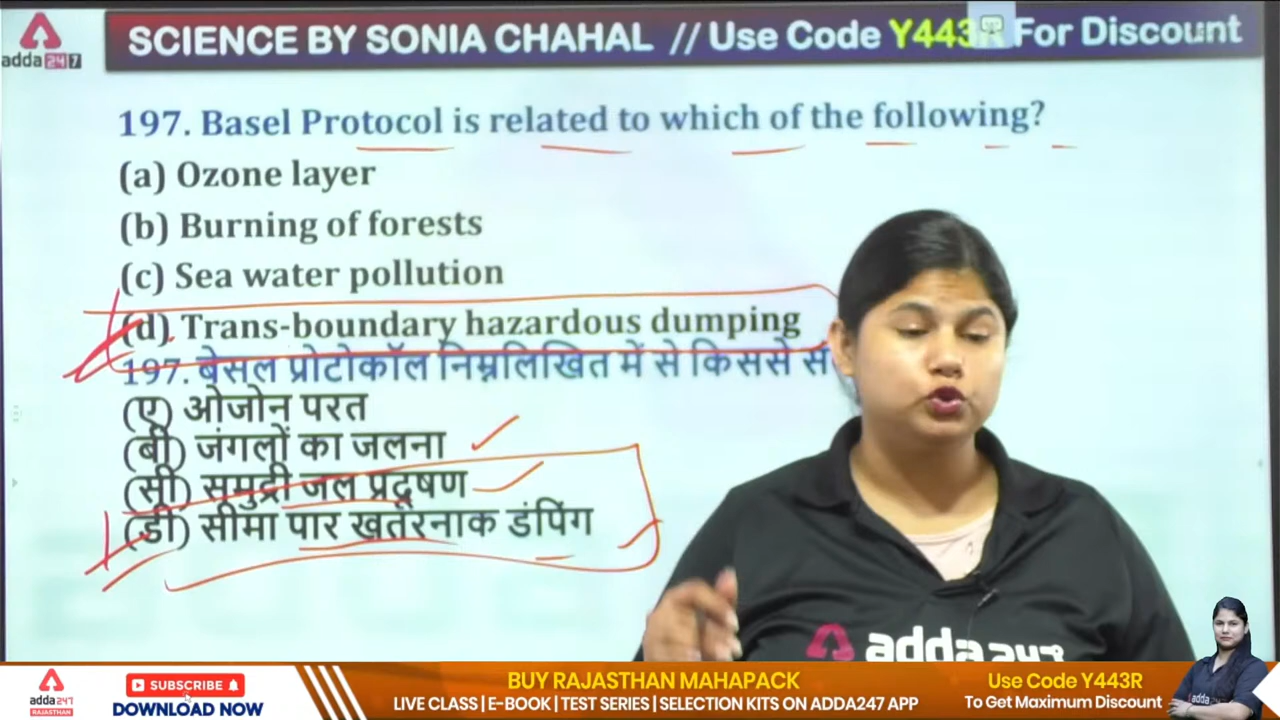 adda247
SCIENCE BY SONIA CHAHAL // Use Code Y443R For Discount
197. Basel Protocol is related to which of the following?
(a) Ozone layer
(b) Burning of forests
(c) Sea water pollution
(d) Trans-boundary hazardous dumping
197. बेसल प्रोटोकॉल निम्नलिखित में से किससे
(ए) ओजोन परत
(बी) जंगलों का जलना
(सी) समुद्री जल प्रदूषण
(डी) सीमा पार खतरनाक डंपिंग
adda247
adda247
RAJASTHAN
SUBSCRIBE
DOWNLOAD NOW
BUY RAJASTHAN MAHAPACK
LIVE CLASS | E-BOOK | TEST SERIES | SELECTION KITS ON ADDA247 APP
Use Code Y443R
To Get Maximum Discount